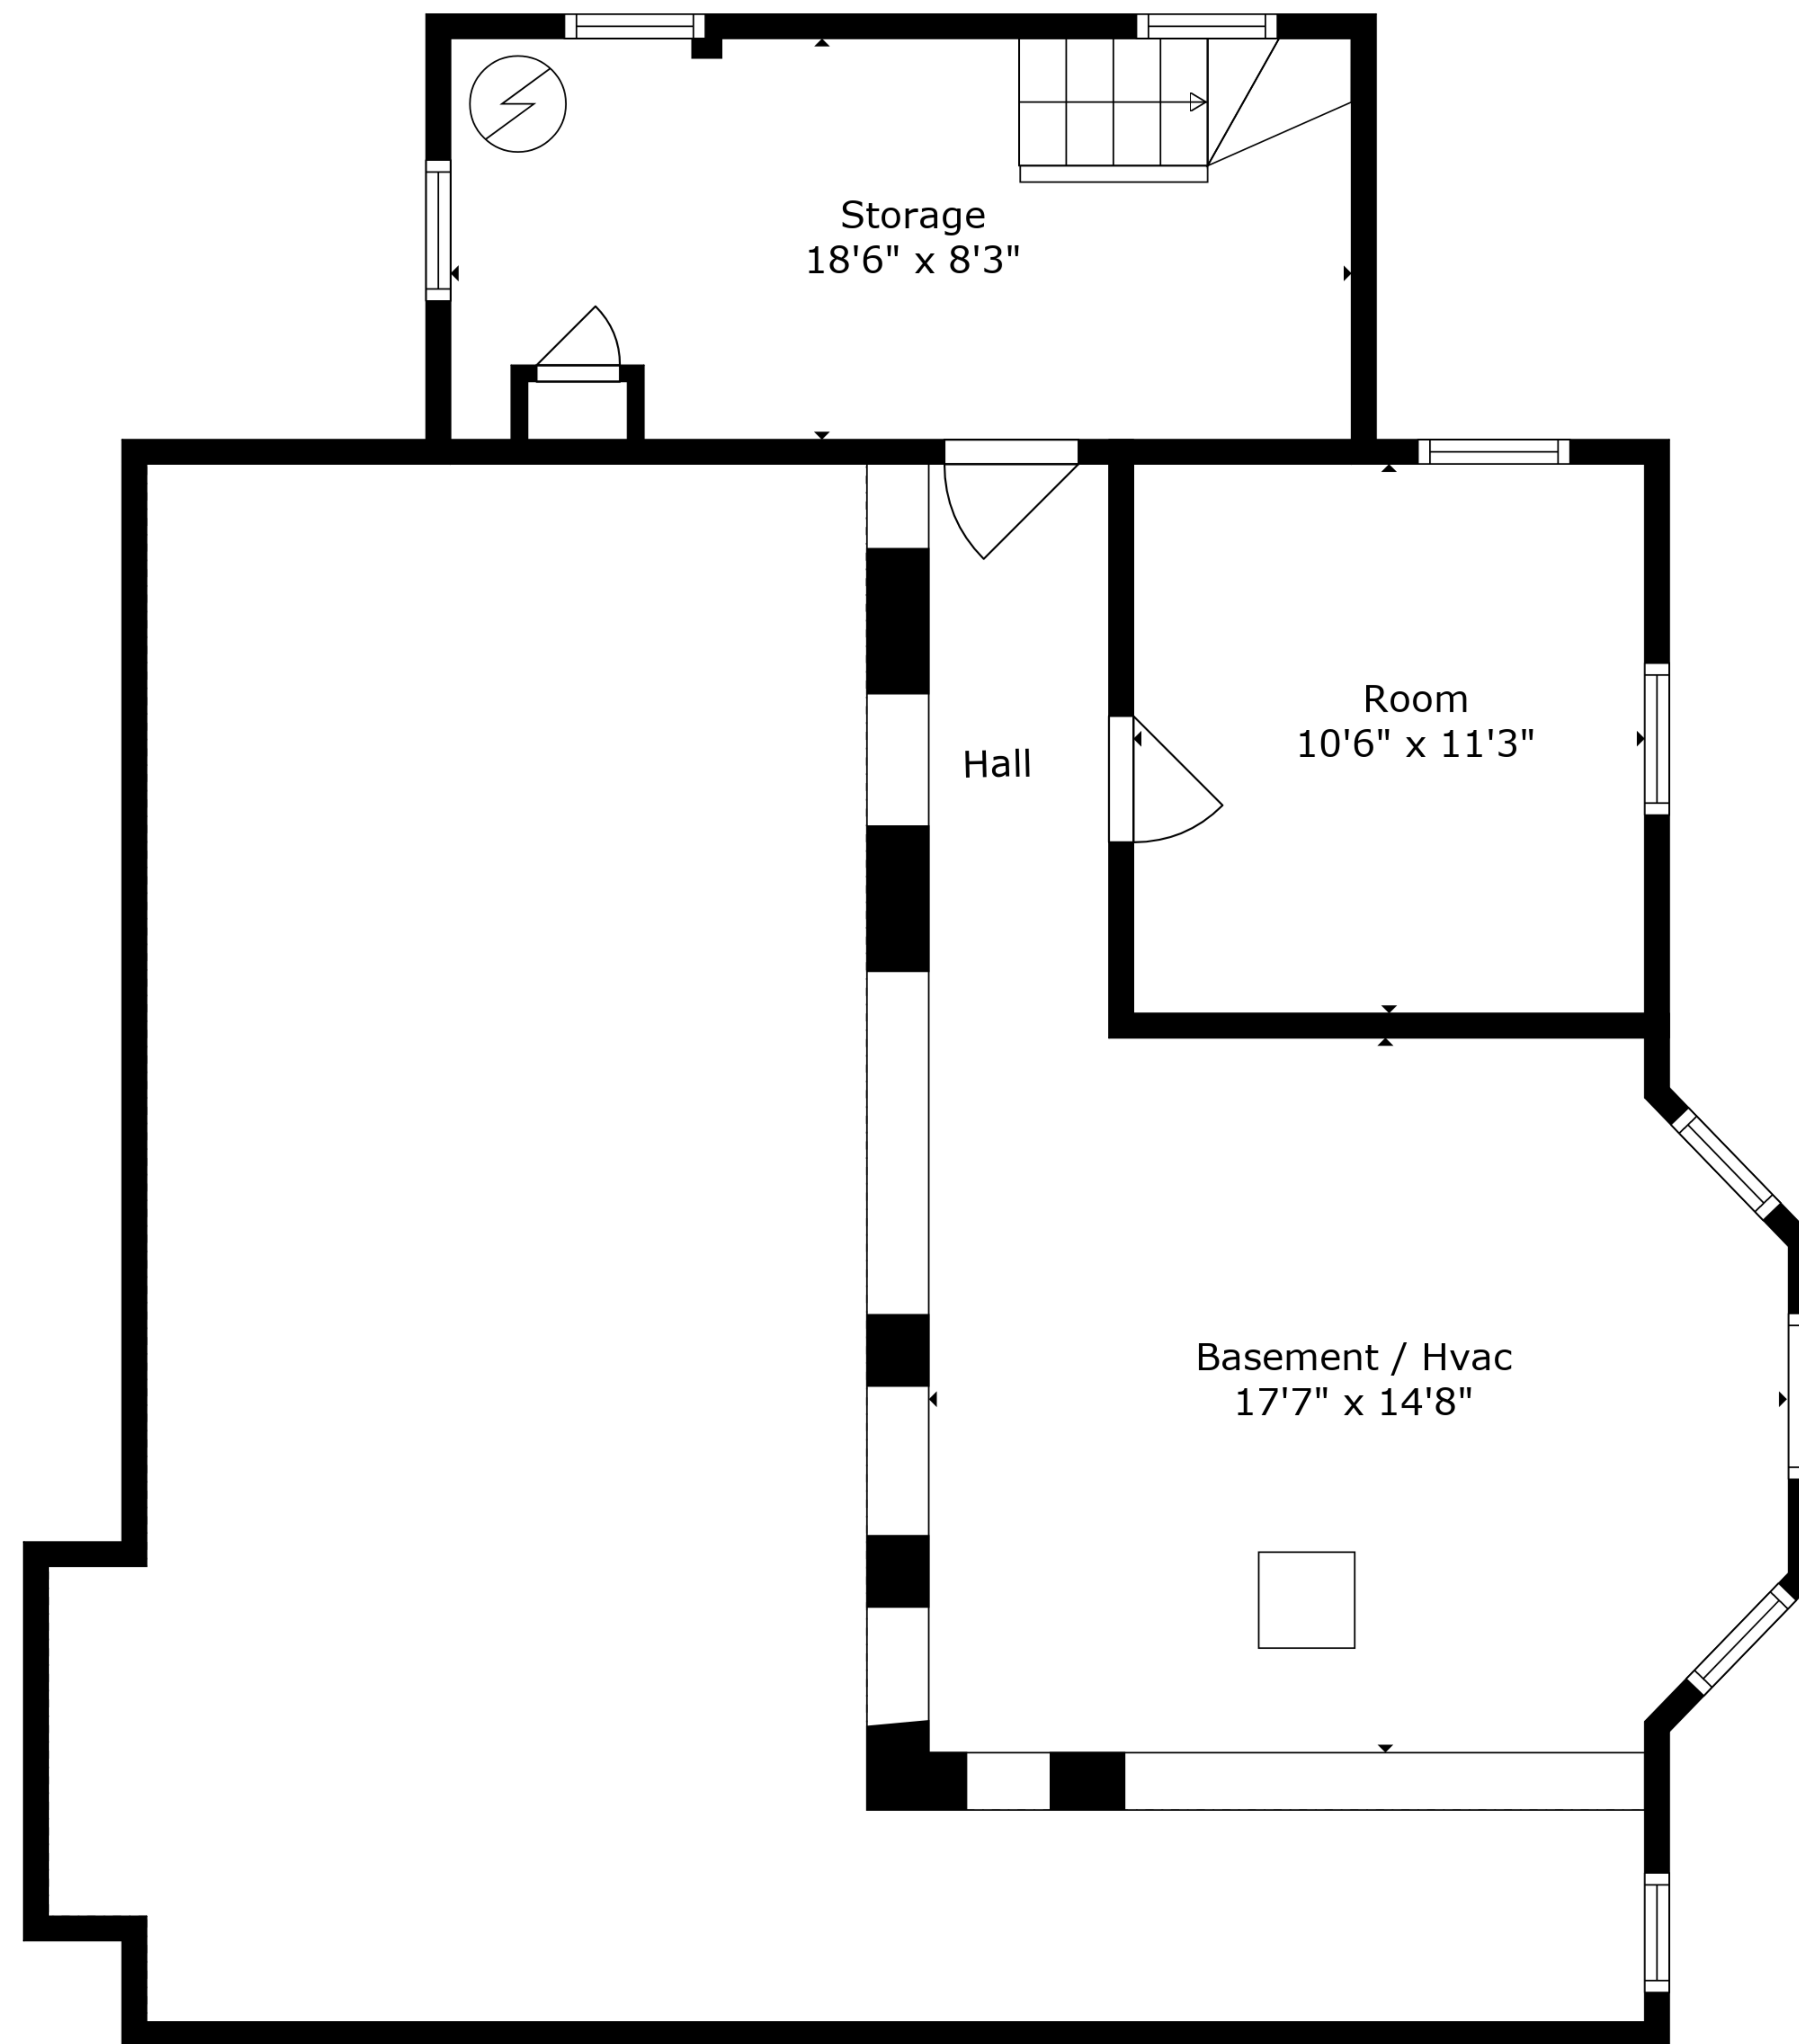 Storage
18'6" x 8'3"
Room
10'6" x 11'3"
Hall
Basement / Hvac
17'7" x 14'8"